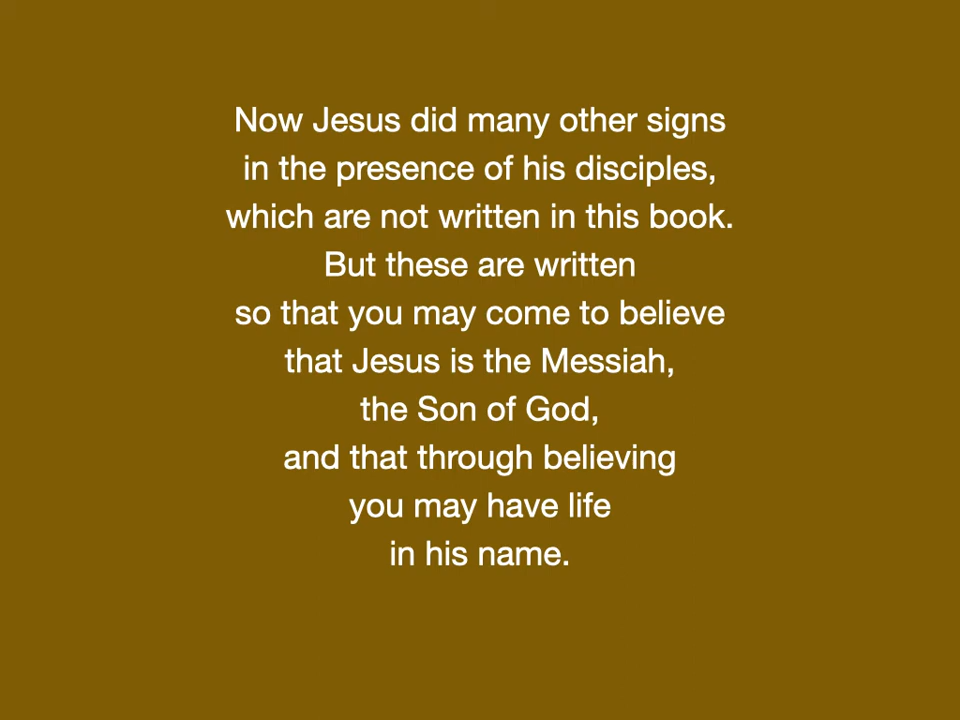 Now Jesus did many other signs
in the presence of his disciples,
which are not written in this book.
But these are written
so that you may come to believe
that Jesus is the Messiah,
the Son of God,
and that through believing
you may have life
in his name.